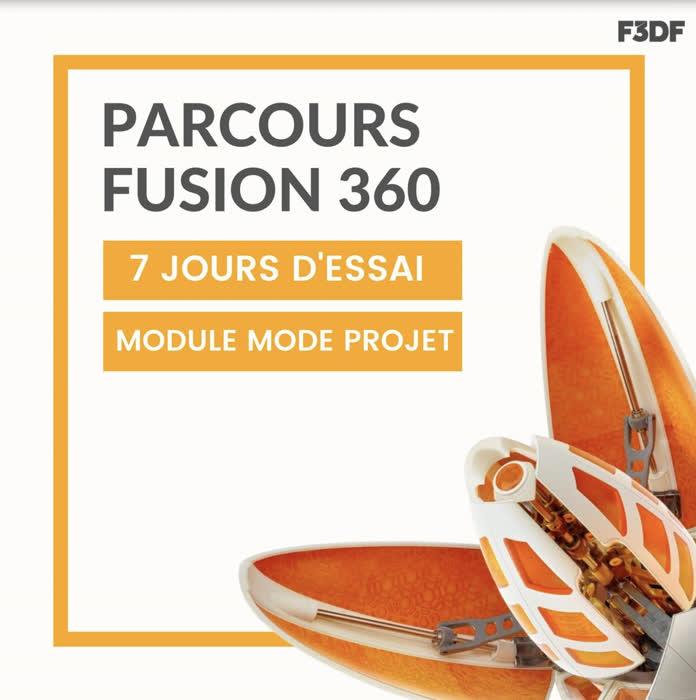 F3DF
PARCOURS
FUSION 360
7 JOURS D'ESSAI
MODULE MODE PROJET